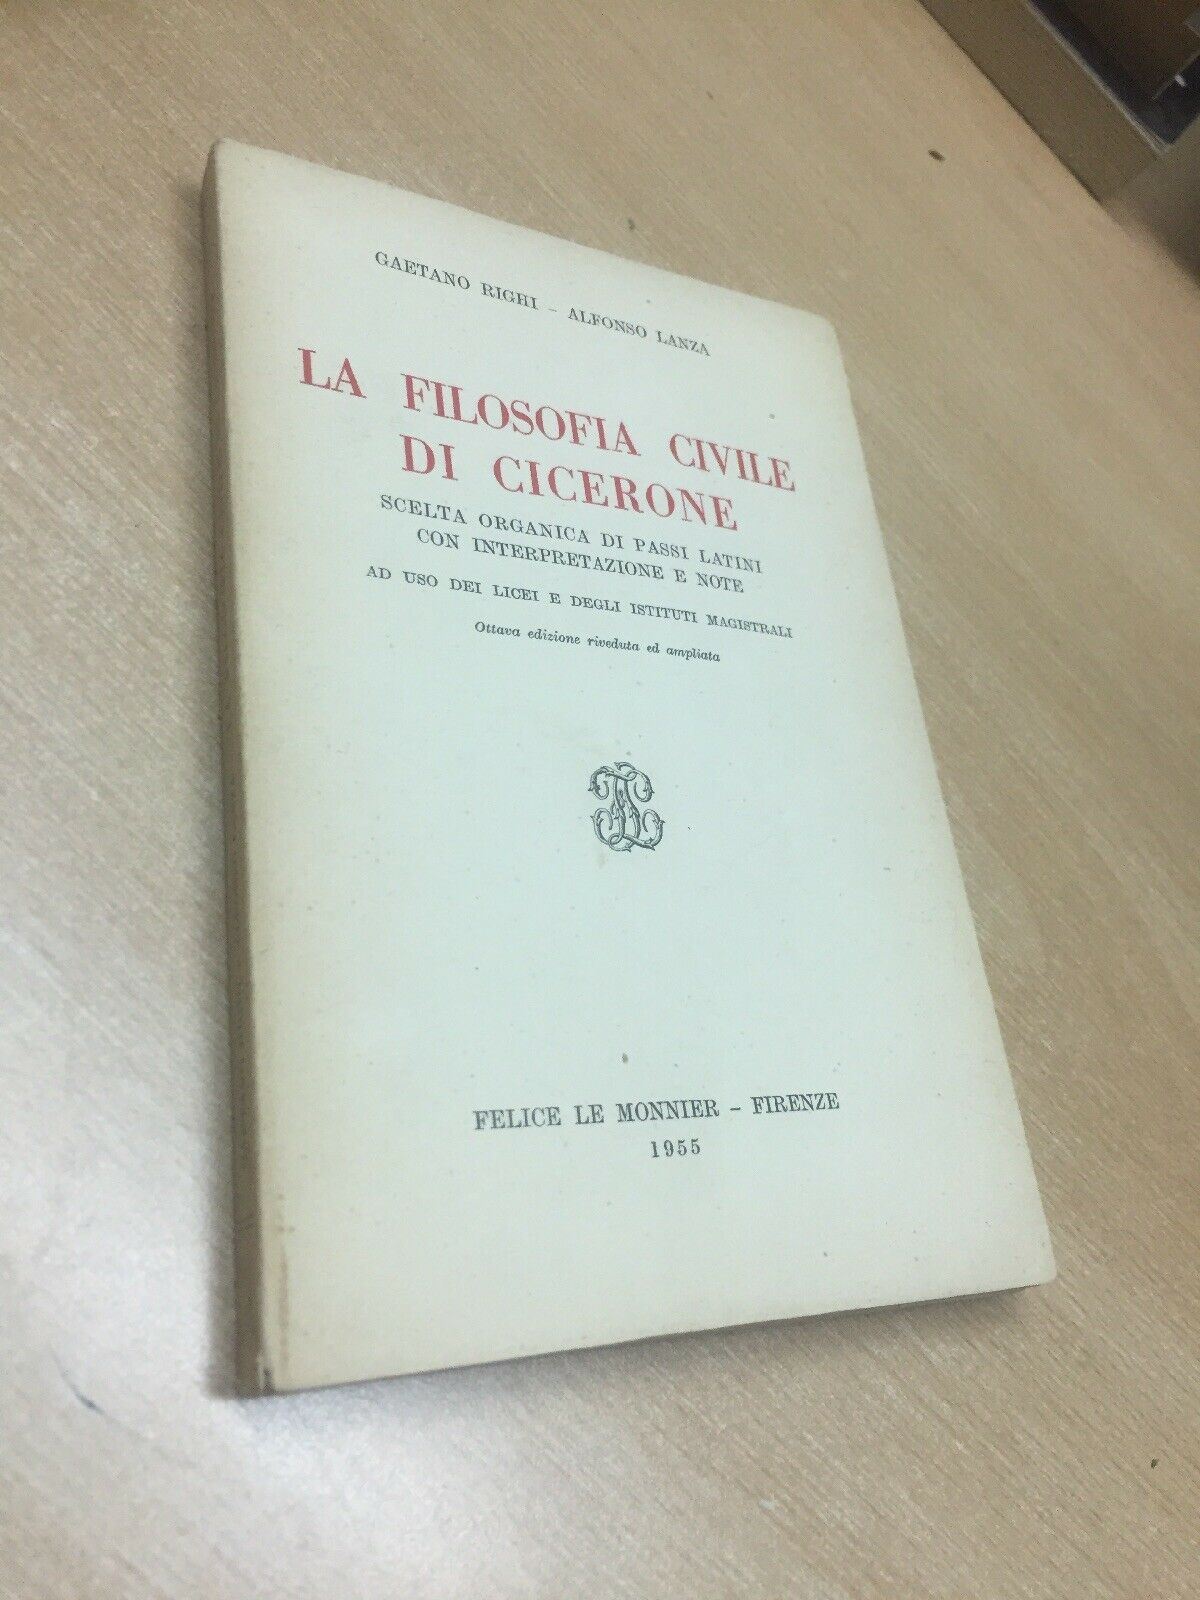 GAETANO RIGHI - ALFONSO LANZA
LA FILOSOFIA CIVILE
DI CICERONE
SCELTA ORGANICA DI PASSI LATINI
CON INTERPRETAZIONE E NOTE
AD USO DEI LICEI E DEGLI ISTITUTI MAGISTRALI
Ottava edizione riveduta ed ampliata
FELICE LE MONNIER - FIRENZE
1955